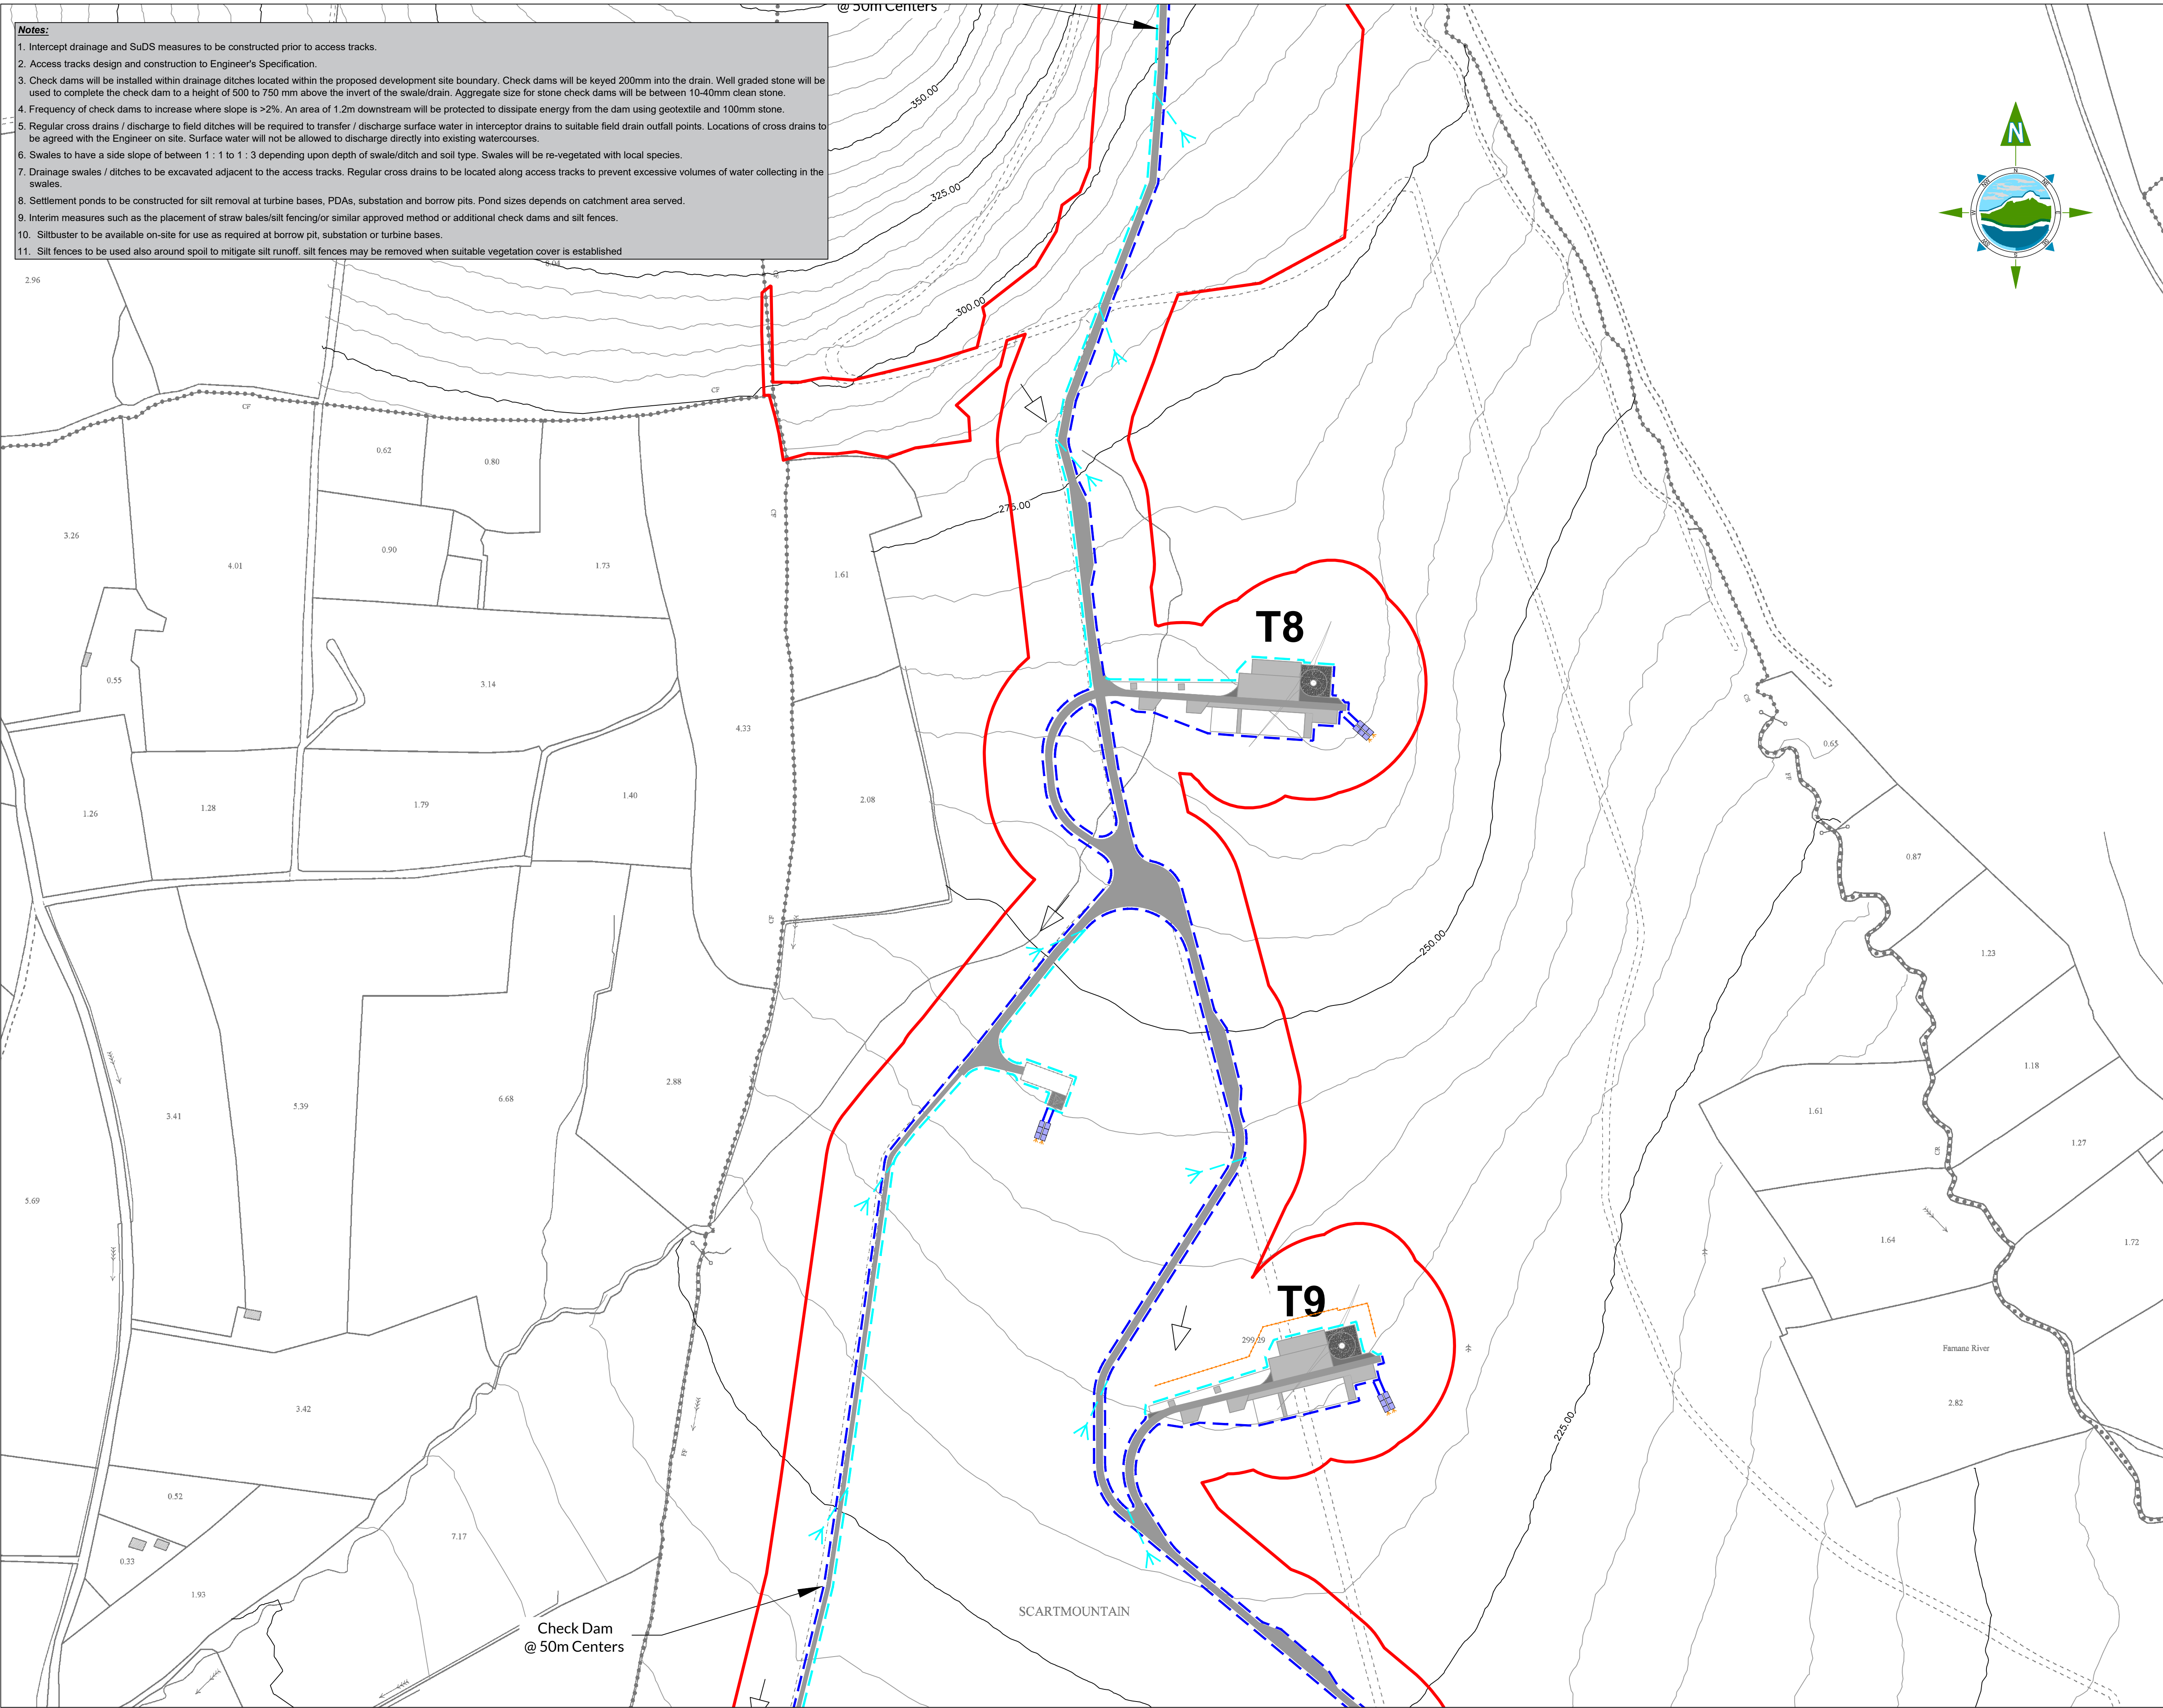 @ 50m Centers
Notes:
1. Intercept drainage and SuDS measures to be constructed prior to access tracks.
2. Access tracks design and construction to Engineer's Specification.
3. Check dams will be installed within drainage ditches located within the proposed development site boundary. Check dams will be keyed 200mm into the drain. Well graded stone will be
used to complete the check dam to a height of 500 to 750 mm above the invert of the swale/drain. Aggregate size for stone check dams will be between 10-40mm clean stone.
4. Frequency of check dams to increase where slope is >2%. An area of 1.2m downstream will be protected to dissipate energy from the dam using geotextile and 100mm stone.
5. Regular cross drains / discharge to field ditches will be required to transfer / discharge surface water in interceptor drains to suitable field drain outfall points. Locations of cross drains to
be agreed with the Engineer on site. Surface water will not be allowed to discharge directly into existing watercourses.
6. Swales to have a side slope of between 1 : 1 to 1 : 3 depending upon depth of swale/ditch and soil type. Swales will be re-vegetated with local species.
7. Drainage swales / ditches to be excavated adjacent to the access tracks. Regular cross drains to be located along access tracks to prevent excessive volumes of water collecting in the
swales.
8. Settlement ponds to be constructed for silt removal at turbine bases, PDAs, substation and borrow pits. Pond sizes depends on catchment area served.
9. Interim measures such as the placement of straw bales/silt fencing/or similar approved method or additional check dams and silt fences.
10. Siltbuster to be available on-site for use as required at borrow pit, substation or turbine bases.
11. Silt fences to be used also around spoil to mitigate silt runoff. silt fences may be removed when suitable vegetation cover is established
350.00
325.00
300.00
N
8.04
2.96
CF
CF
CF
0.62
0.80
275.00
CF
3.26
4.01
0.90
1.73
1.61
T8
0.55
3.14
4.33
CS
0.65
FF
1.26
1.28
1.79
1.40
2.08
0.87
CF
250.00
1.23
1.18
2.88
3.41
5.39
6.68
1.61
1.27
CR
5.69
1.64
1.72
T9
299.29
Farnane River
2.82
3.42
225.00
FF
0.52
7.17
0.33
1.93
SCARTMOUNTAIN
Check Dam
@ 50m Centers